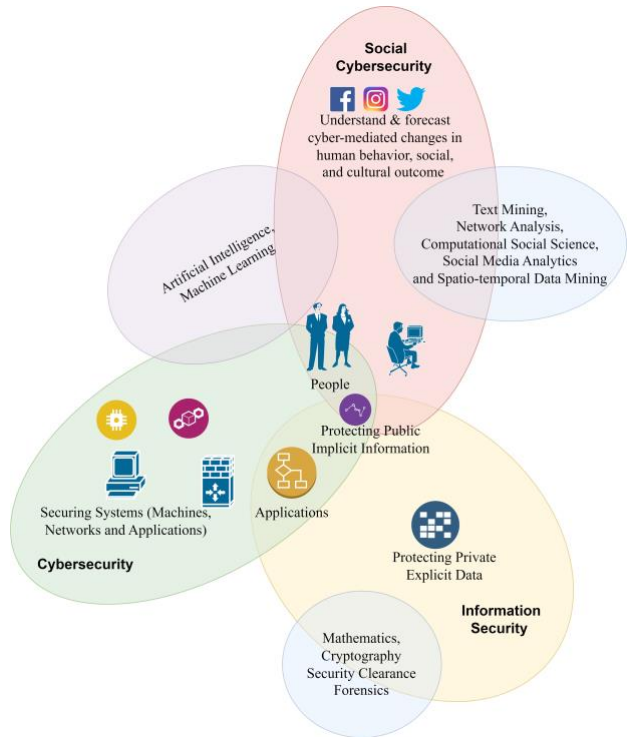 Social
Cybersecurity
Understand & forecast
cyber-mediated changes in
human behavior, social,
and cultural outcome
Text Mining,
Network Analysis,
Computational Social Science,
Social Media Analytics
and Spatio-temporal Data Mining
Artificial Intelligence,
Machine Learning
People
Protecting Public
Implicit Information
Applications
Securing Systems (Machines,
Networks and Applications)
Cybersecurity
Protecting Private
Explicit Data
Information
Security
Mathematics,
Cryptography
Security Clearance
Forensics